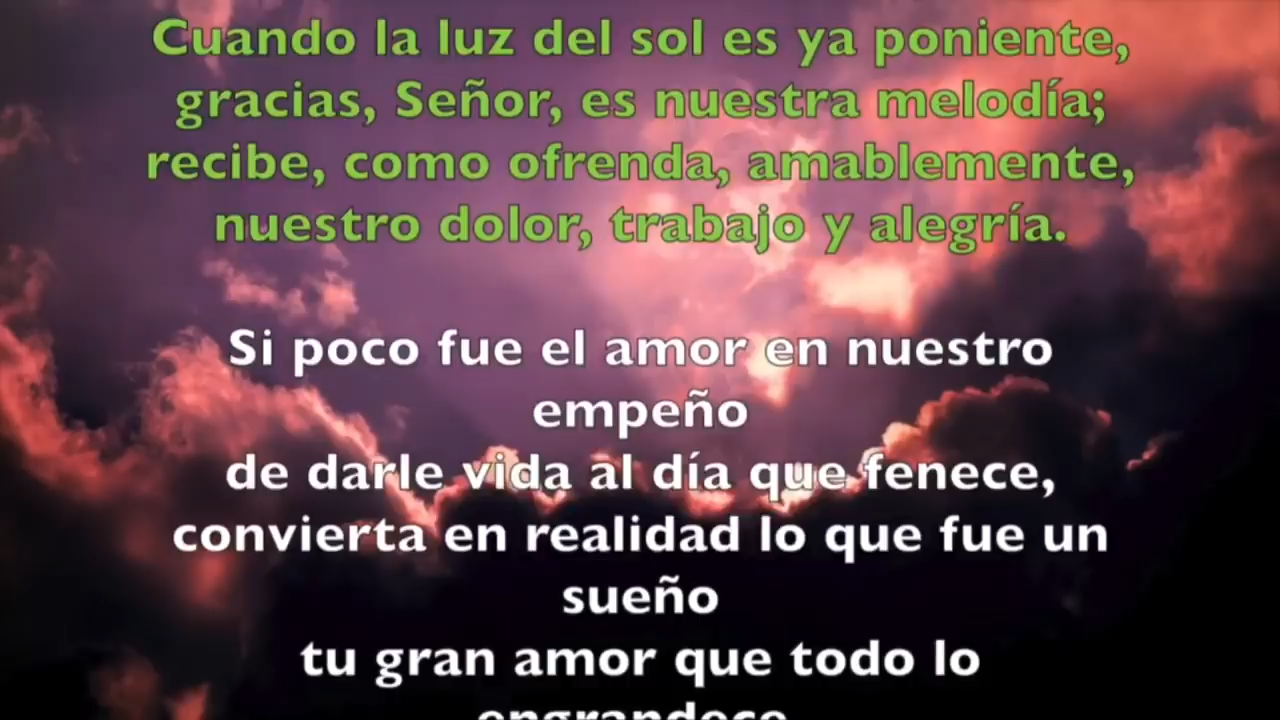 Cuando la luz del sol es ya poniente,
gracias, Señor, es nuestra melodía;
recibe, como ofrenda, amablemente,
nuestro dolor, trabajo y alegría.
Si poco fue el amor en nuestro
empeño
de darle vida al día que fenece,
convierta en realidad lo que fue un
sueño
tu gran amor que todo lo
engrandece.